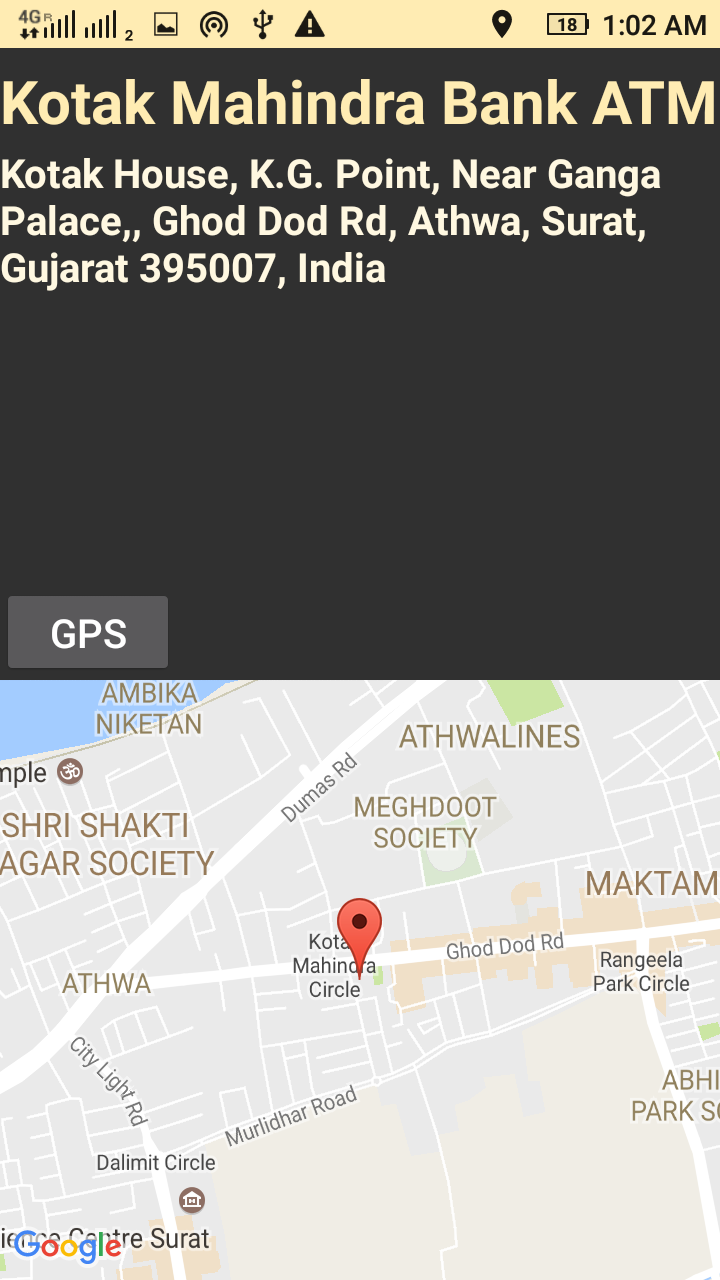 4G R 2 18 1:02 AM
Kotak Mahindra Bank ATM
Kotak House, K.G. Point, Near Ganga
Palace,, Ghod Dod Rd, Athwa, Surat,
Gujarat 395007, India
GPS
AMBIKA
NIKETAN
ATHWALINES
Dumas Rd
mple
MEGHDOOT
SOCIETY
SHRI SHAKTI
AGAR SOCIETY
MAKTAM
Kota
Mahindra
Circle
Ghod Dod Rd
Rangeela
Park Circle
ATHWA
City Light Rd
ABHI
PARK SO
Murlidhar Road
Dalimit Circle
ience Centre Surat
Google